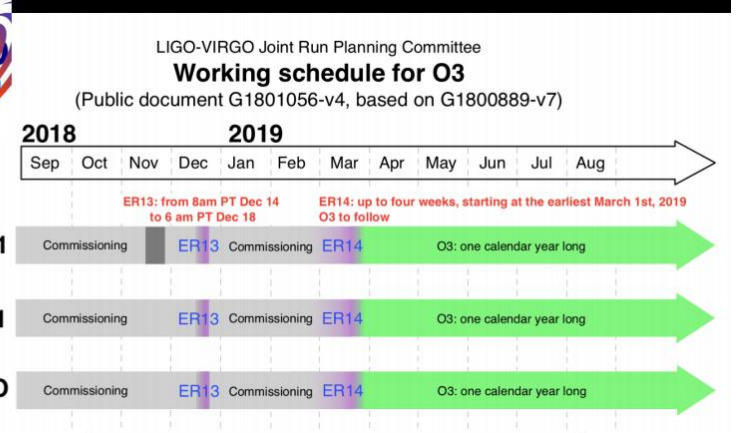 LIGO-VIRGO Joint Run Planning Committee
Working schedule for O3
(Public document G1801056-v4, based on G1800889-v7)
2018 2019
Sep Oct Nov Dec Jan Feb Mar Apr May Jun Jul Aug
ER13: from 8am PT Dec 14 ER14: up to four weeks, starting at the earliest March 1st, 2019
to 6 am PT Dec 18 O3 to follow
Commissioning ER13 Commissioning ER14 O3: one calendar year long
Commissioning ER13 Commissioning ER14 O3: one calendar year long
Commissioning ER13 Commissioning ER14 O3: one calendar year long